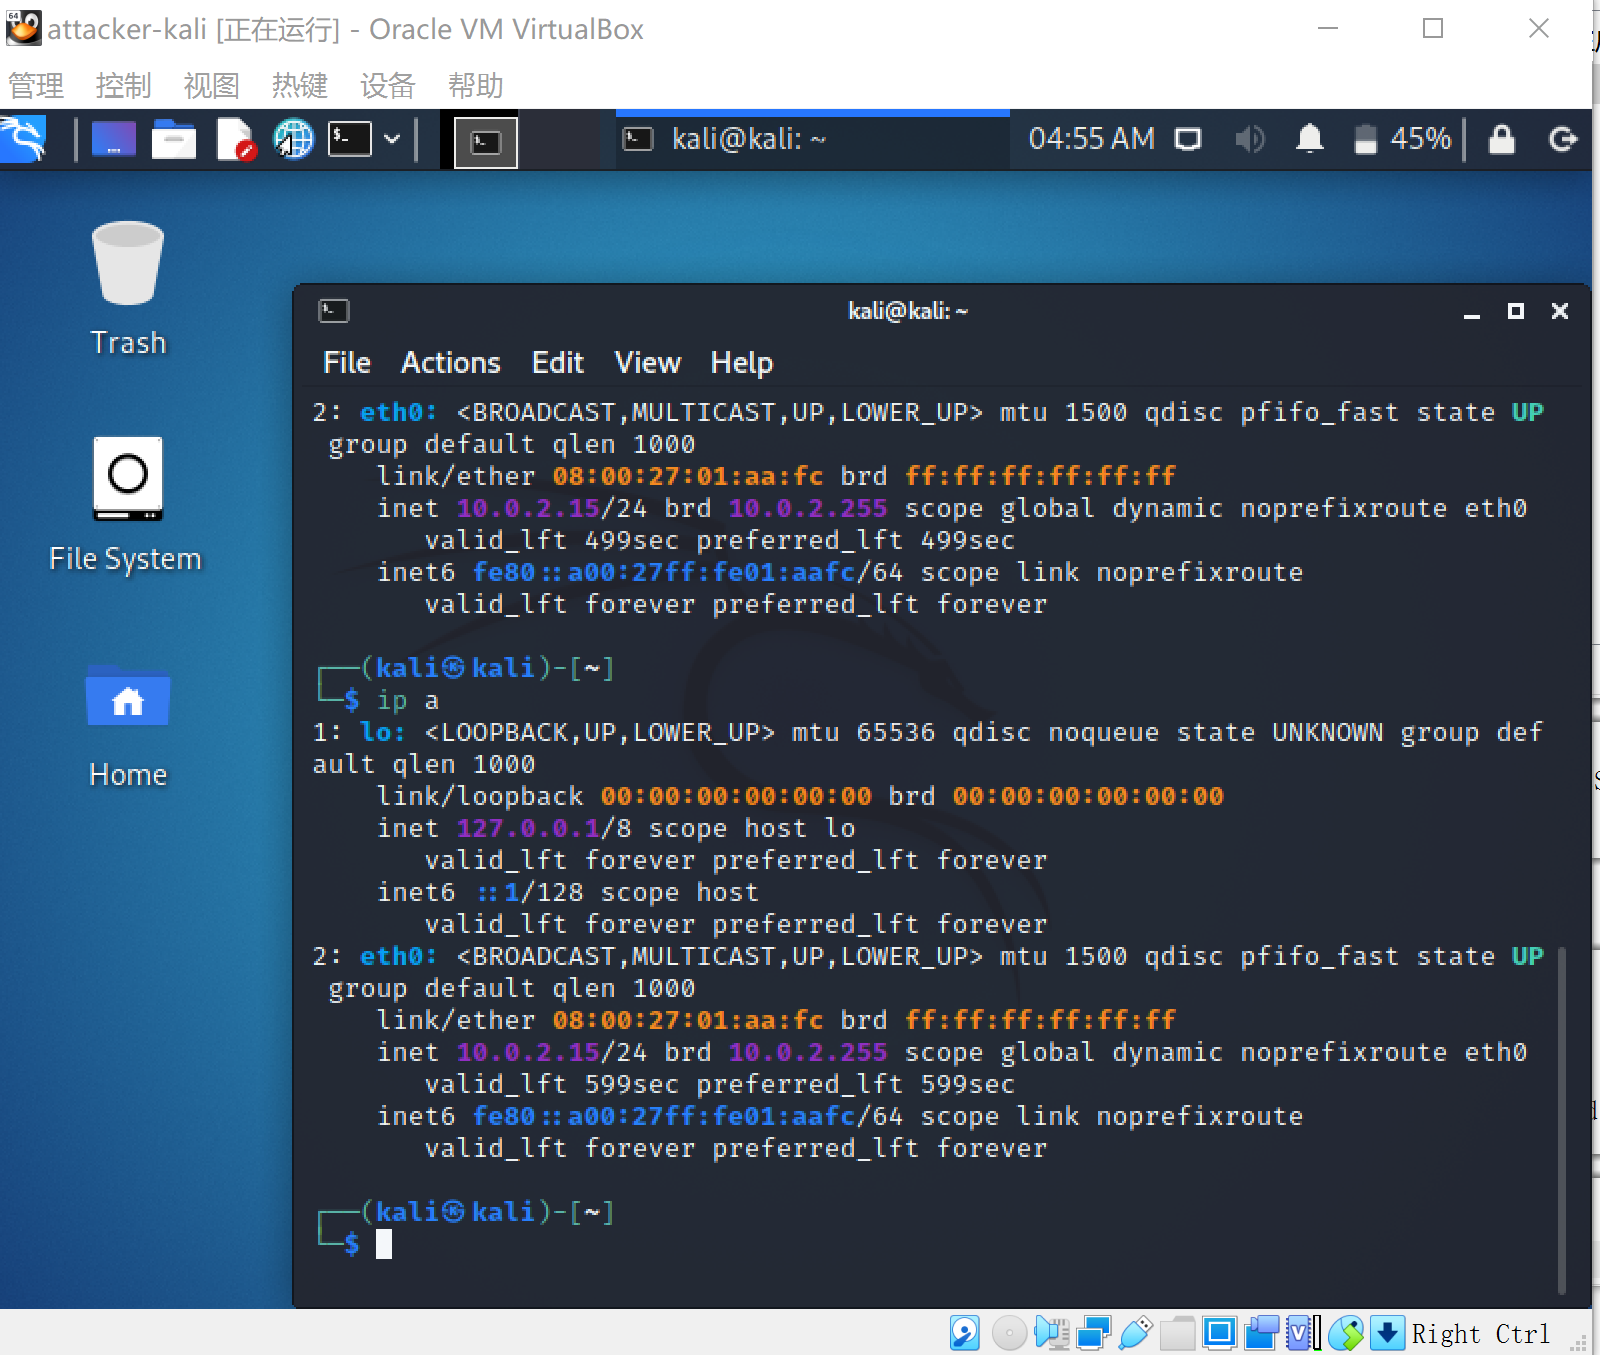 attacker-kali [正在运行] - Oracle VM VirtualBox
管理 控制 视图 热键 设备 帮助
kali@kali: ~ 04:55 AM 45%
Trash
File System
Home
kali@kali: ~
File Actions Edit View Help
2: eth0: <BROADCAST,MULTICAST,UP,LOWER_UP> mtu 1500 qdisc pfifo_fast state UP
group default qlen 1000
link/ether 08:00:27:01:aa:fc brd ff:ff:ff:ff:ff:ff
inet 10.0.2.15/24 brd 10.0.2.255 scope global dynamic noprefixroute eth0
valid_lft 499sec preferred_lft 499sec
inet6 fe80::a00:27ff:fe01:aafc/64 scope link noprefixroute
valid_lft forever preferred_lft forever
┌──(kali㉿kali)-[~]
└─$ ip a
1: lo: <LOOPBACK,UP,LOWER_UP> mtu 65536 qdisc noqueue state UNKNOWN group def
ault qlen 1000
link/loopback 00:00:00:00:00:00 brd 00:00:00:00:00:00
inet 127.0.0.1/8 scope host lo
valid_lft forever preferred_lft forever
inet6 ::1/128 scope host
valid_lft forever preferred_lft forever
2: eth0: <BROADCAST,MULTICAST,UP,LOWER_UP> mtu 1500 qdisc pfifo_fast state UP
group default qlen 1000
link/ether 08:00:27:01:aa:fc brd ff:ff:ff:ff:ff:ff
inet 10.0.2.15/24 brd 10.0.2.255 scope global dynamic noprefixroute eth0
valid_lft 599sec preferred_lft 599sec
inet6 fe80::a00:27ff:fe01:aafc/64 scope link noprefixroute
valid_lft forever preferred_lft forever
┌──(kali㉿kali)-[~]
└─$
Right Ctrl